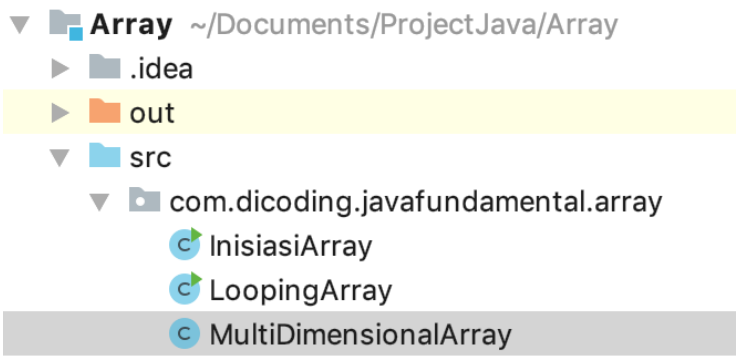 Array ~/Documents/ProjectJava/Array
.idea
out
src
com.dicoding.javafundamental.array
C InisiasiArray
C LoopingArray
C MultiDimensionalArray